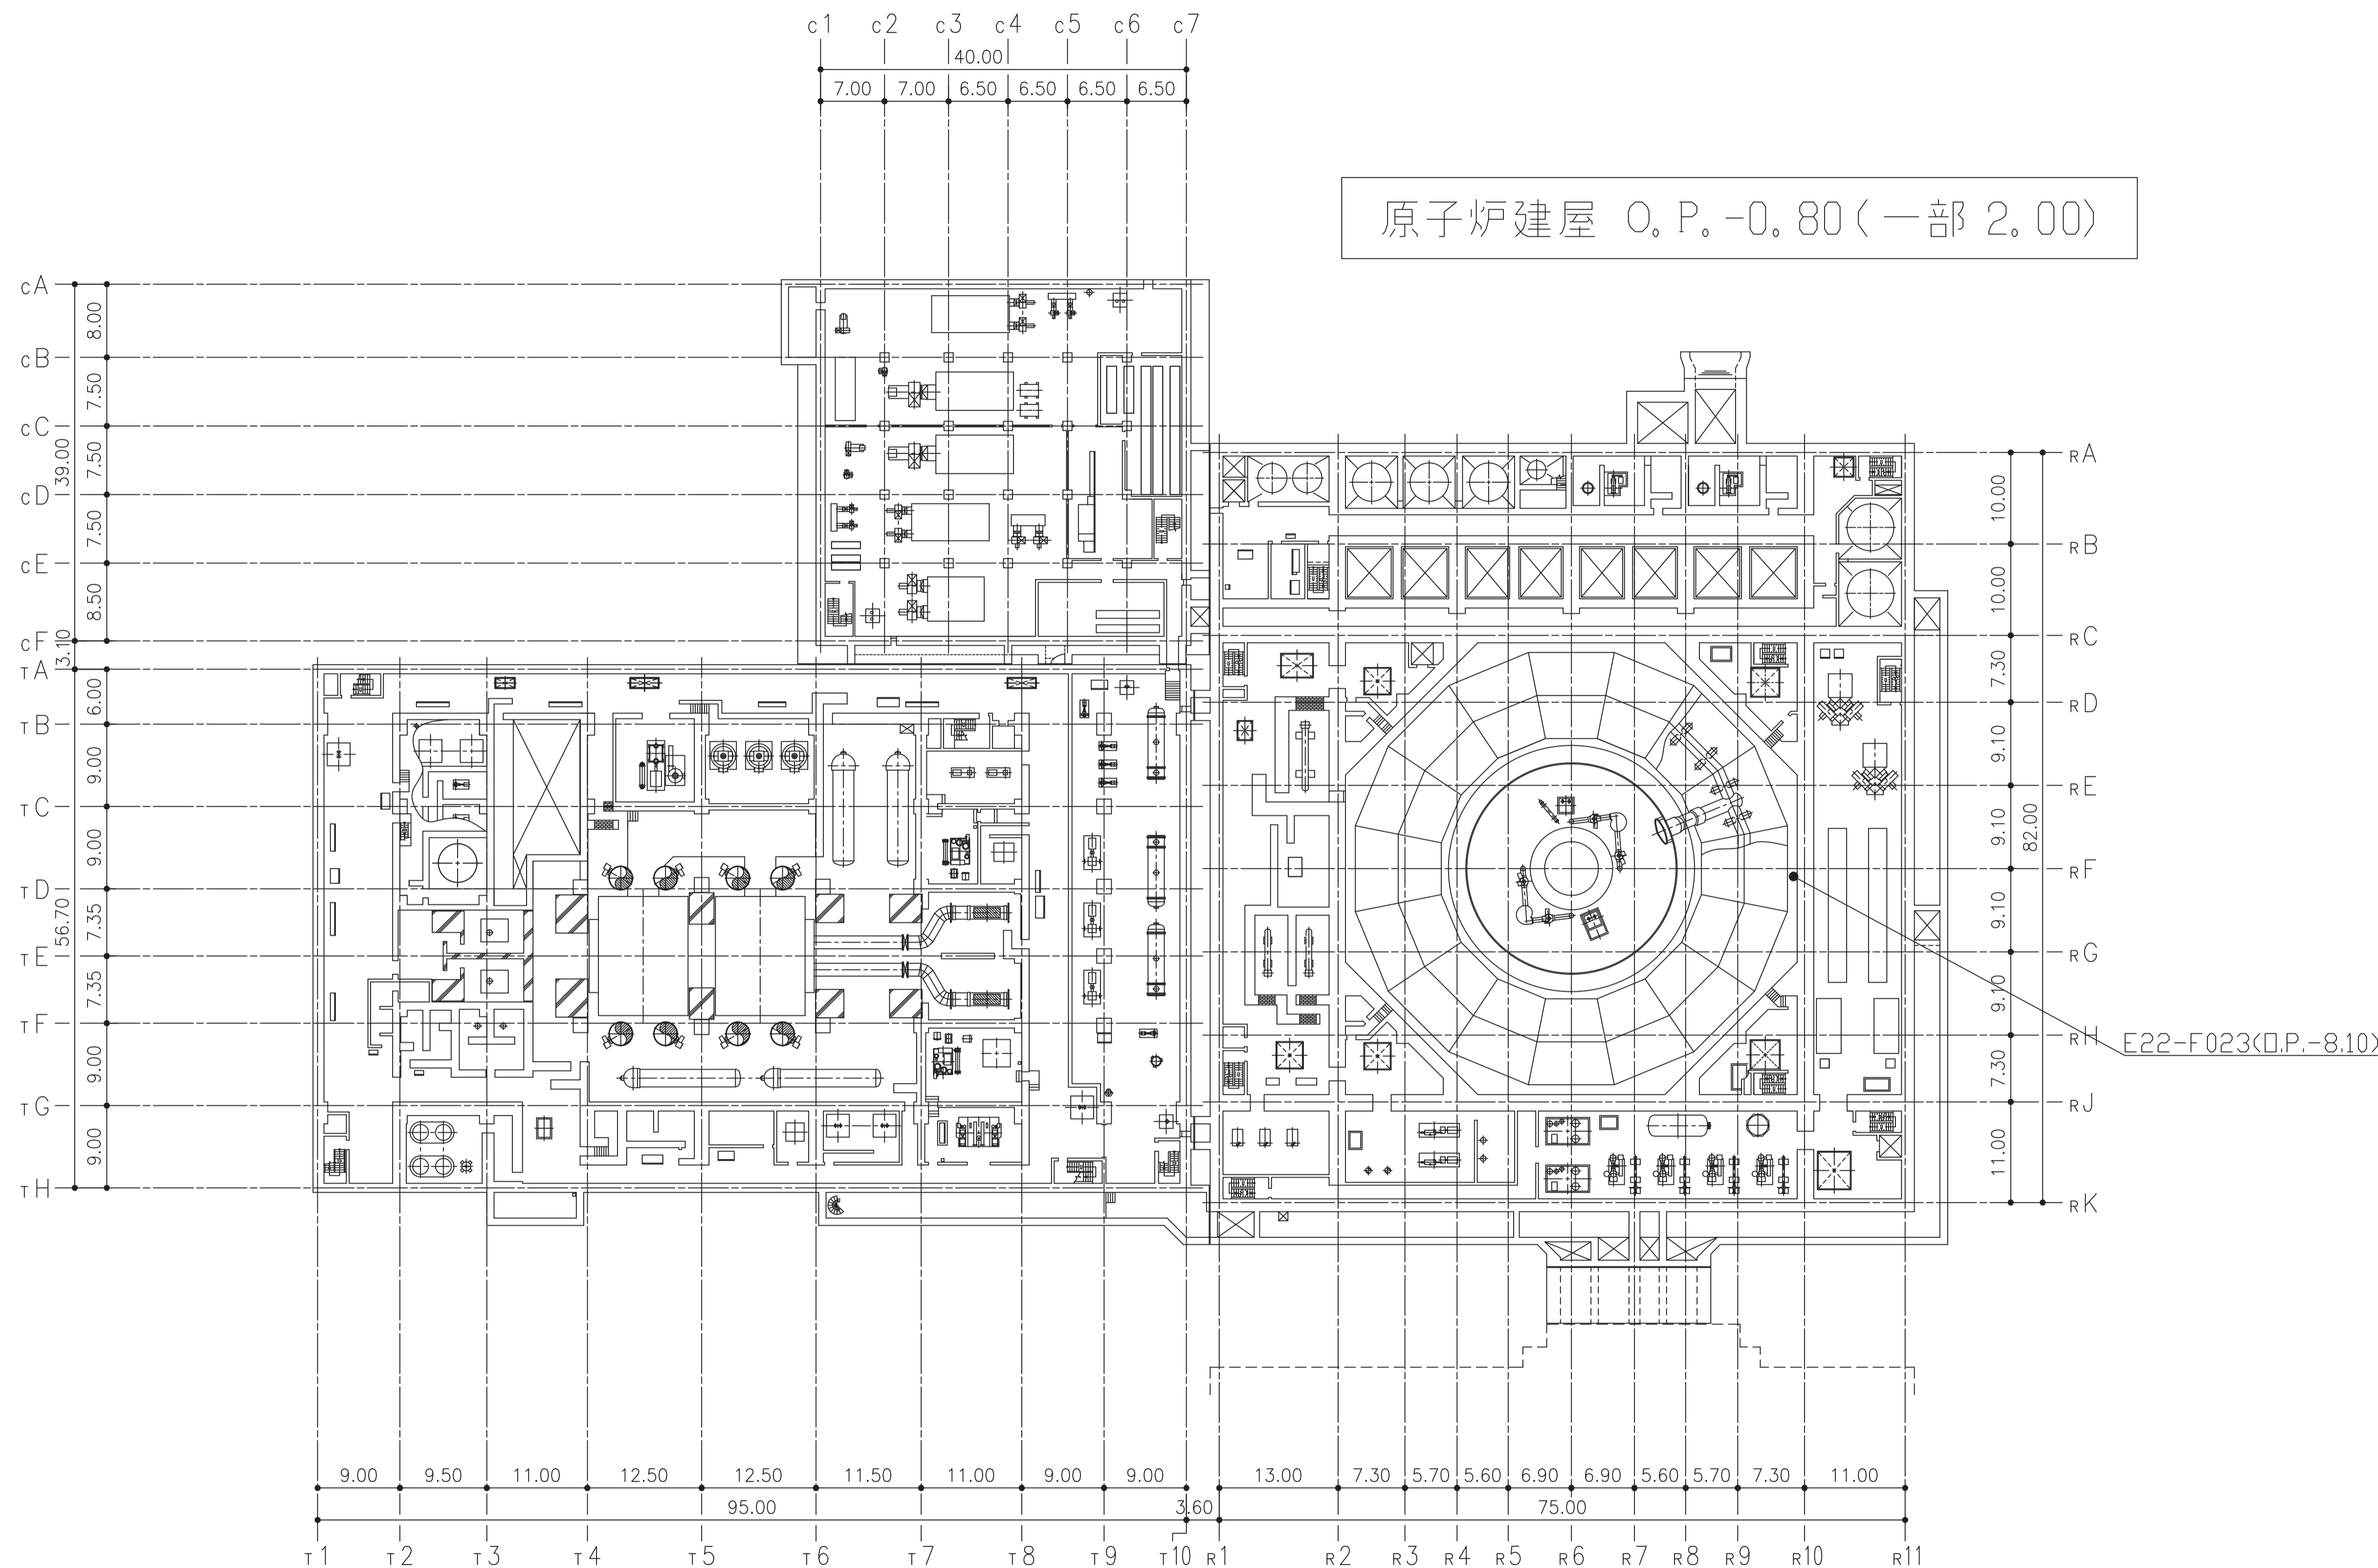 c1 c2 c3 c4 c5 c6 c7
40.00
7.00 7.00 6.50 6.50 6.50 6.50
原子炉建屋 O.P.-0.80(一部 2.00)
cA
8.00
cB
7.50
cC
7.50
39.00
cD
7.50
cE
8.50
cF
3.10
TA
6.00
TB
9.00
TC
9.00
TD
7.35
56.70
TE
7.35
TF
9.00
TG
9.00
TH
RA
10.00
RB
10.00
RC
7.30
RD
9.10
RE
9.10
82.00
RF
9.10
RG
9.10
RH
E22-F023(O.P.-8.10)
7.30
RJ
11.00
RK
9.00 9.50 11.00 12.50 12.50 11.50 11.00 9.00 9.00 13.00 7.30 5.70 5.60 6.90 6.90 5.60 5.70 7.30 11.00
95.00 3.60 75.00
T1 T2 T3 T4 T5 T6 T7 T8 T9 T10 R1 R2 R3 R4 R5 R6 R7 R8 R9 R10 R11